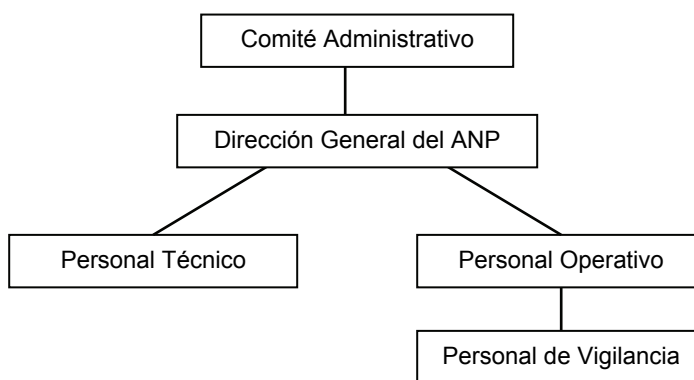 Comité Administrativo
Dirección General del ANP
Personal Técnico
Personal Operativo
Personal de Vigilancia